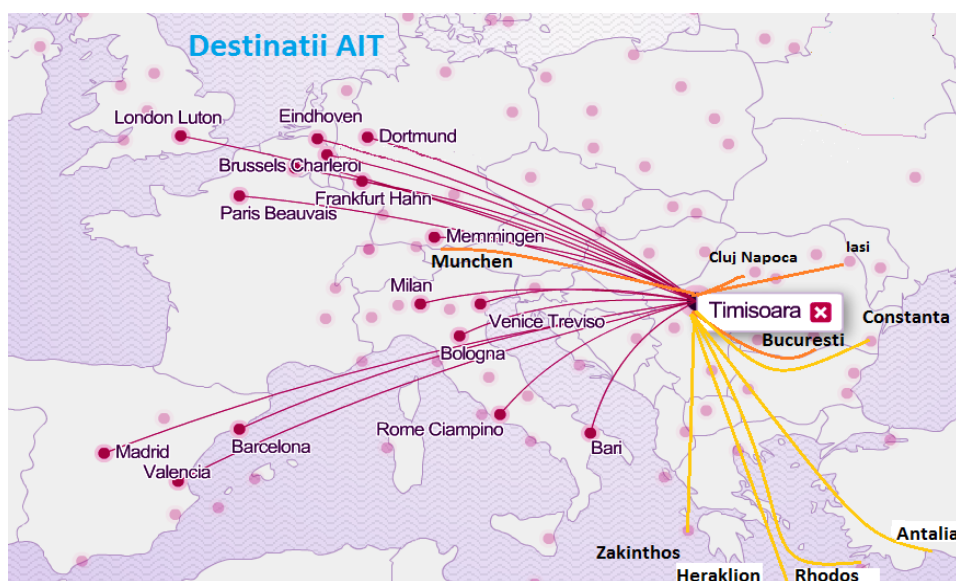 Destinatii AIT
London Luton
Eindhoven
Dortmund
Brussels Charleroi
Frankfurt Hahn
Paris Beauvais
Memmingen
Munchen
Cluj Napoca
Iasi
Milan
Timisoara
Constanta
Venice Treviso
Bucuresti
Bologna
Rome Ciampino
Madrid
Barcelona
Bari
Valencia
Antalia
Zakinthos
Heraklion
Rhodos